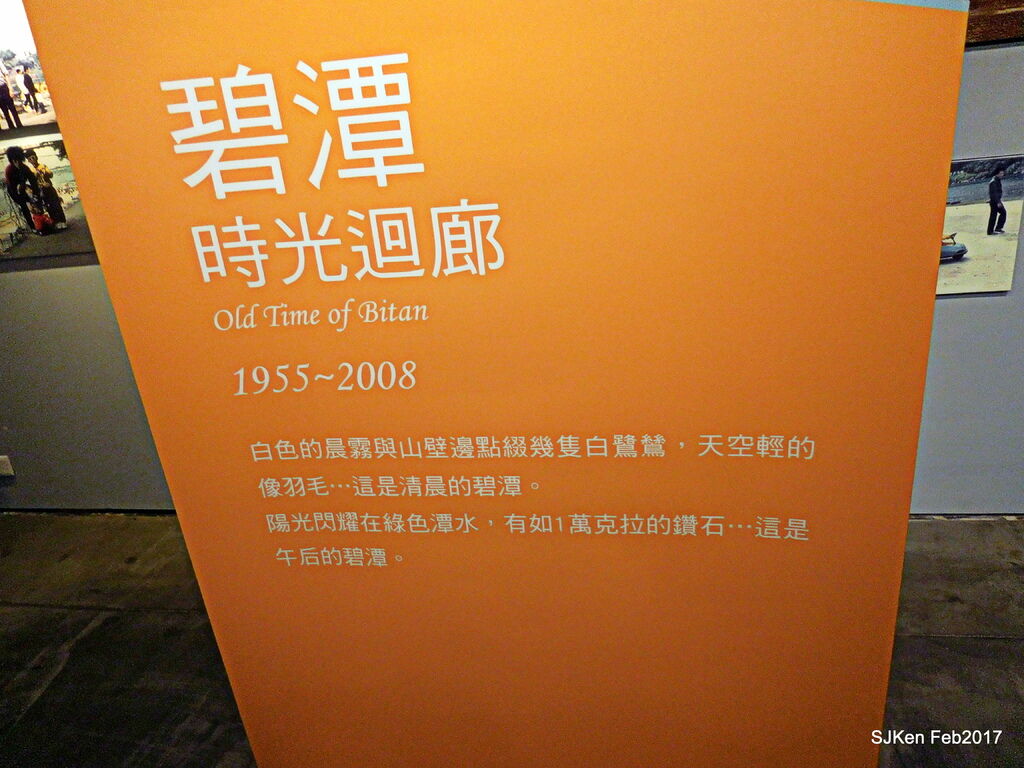 碧潭
時光迴廊
Old Time of Bitan
1955~2008
白色的晨霧與山壁邊點綴幾隻白鷺鷥，天空輕的
像羽毛…這是清晨的碧潭。
陽光閃耀在綠色潭水，有如1萬克拉的鑽石…這是
午后的碧潭。
SJKen Feb2017